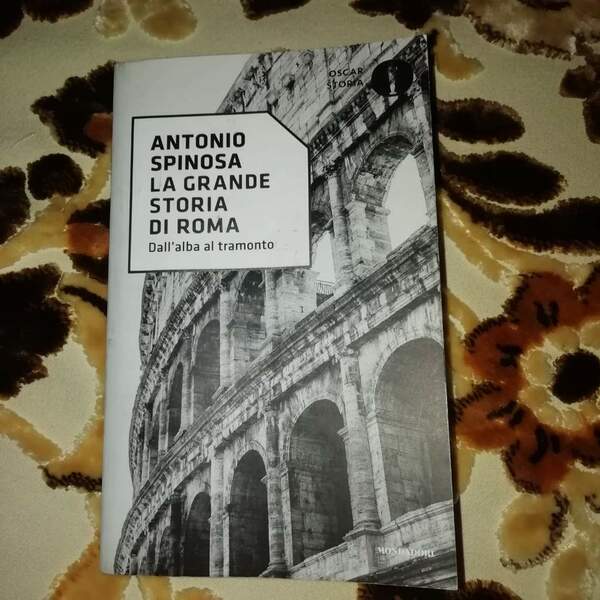 OSCAR
STORIA
ANTONIO
SPINOSA
LA GRANDE
STORIA
DI ROMA
Dall'alba al tramonto
MONDADORI